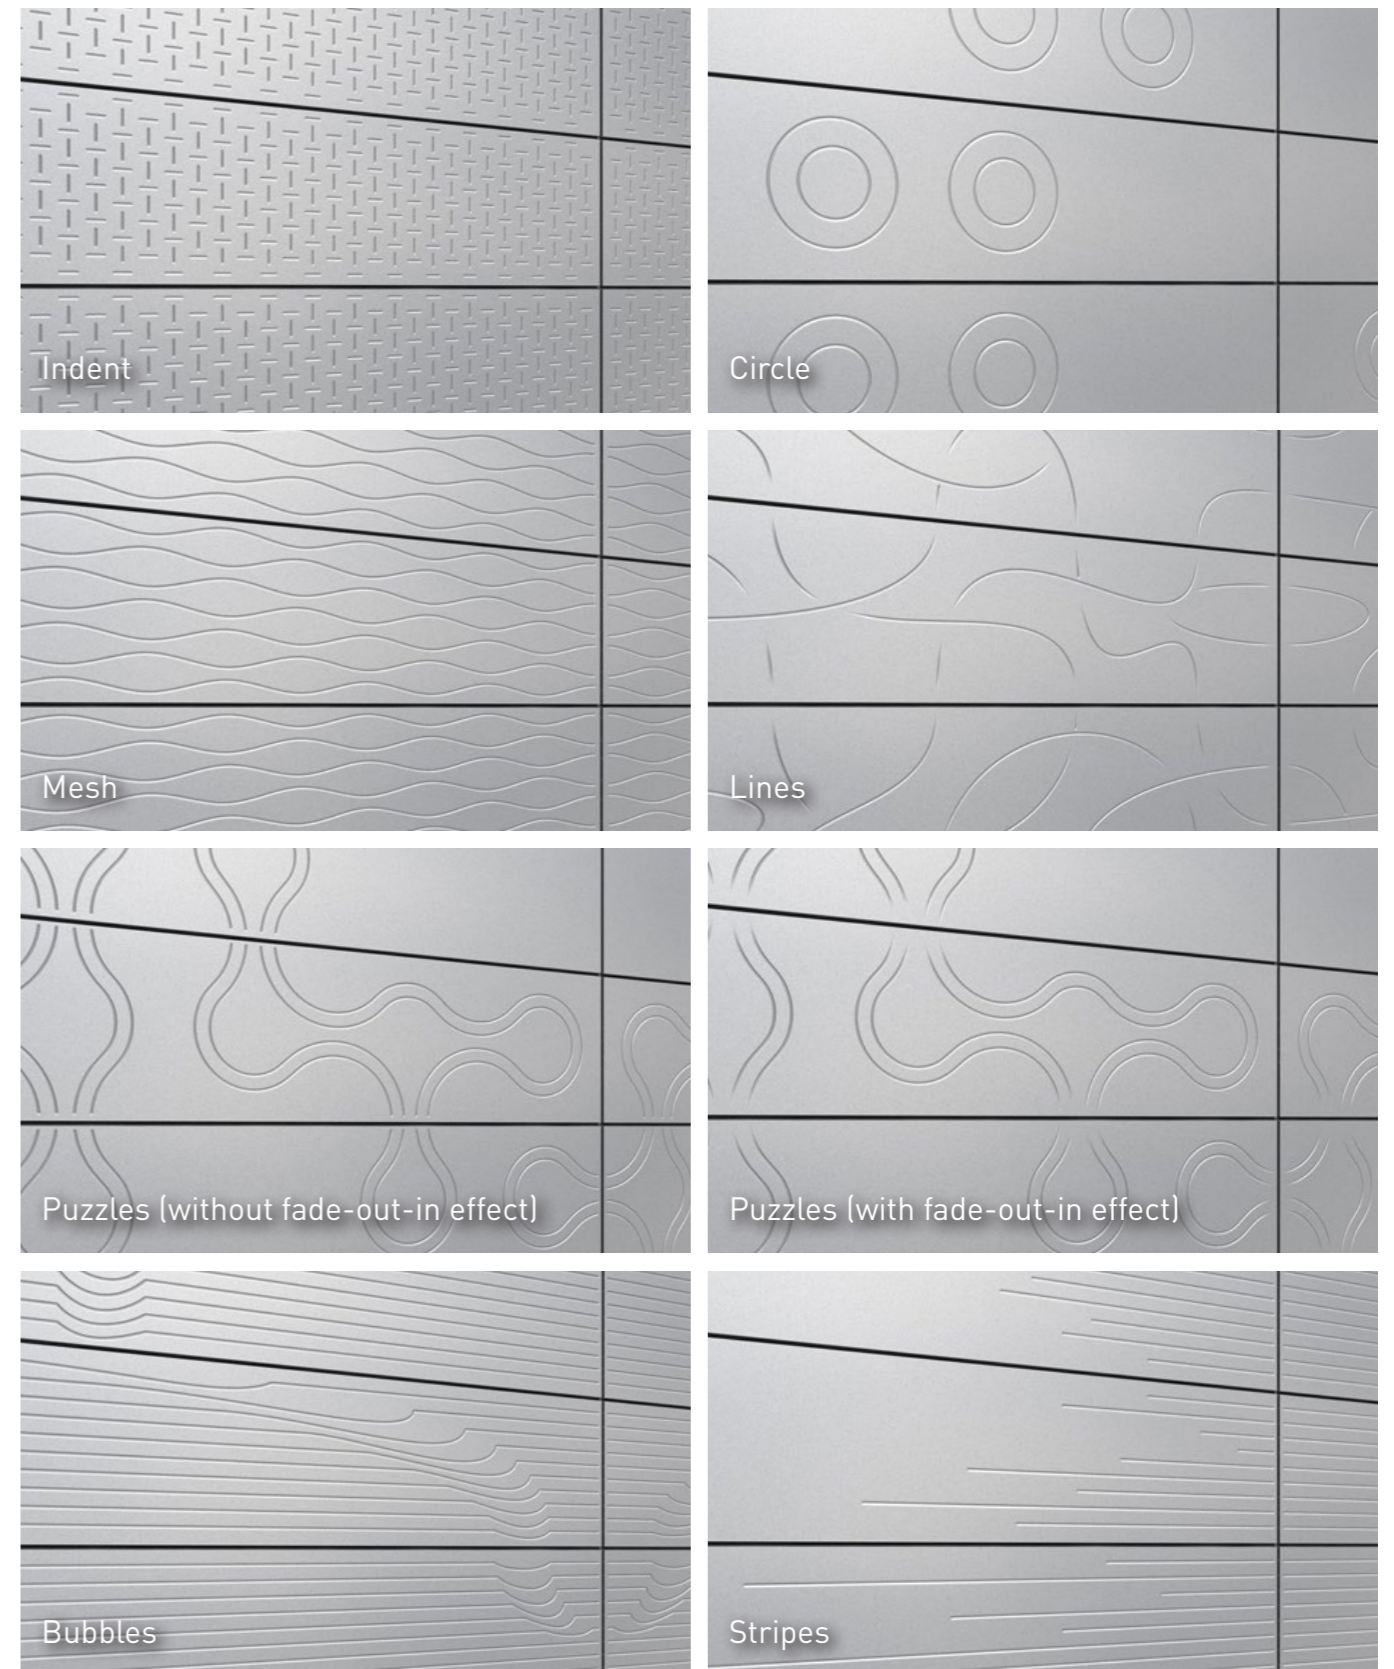 Indent
Circle
Mesh
Lines
Puzzles (without fade-out-in effect)
Puzzles (with fade-out-in effect)
Bubbles
Stripes